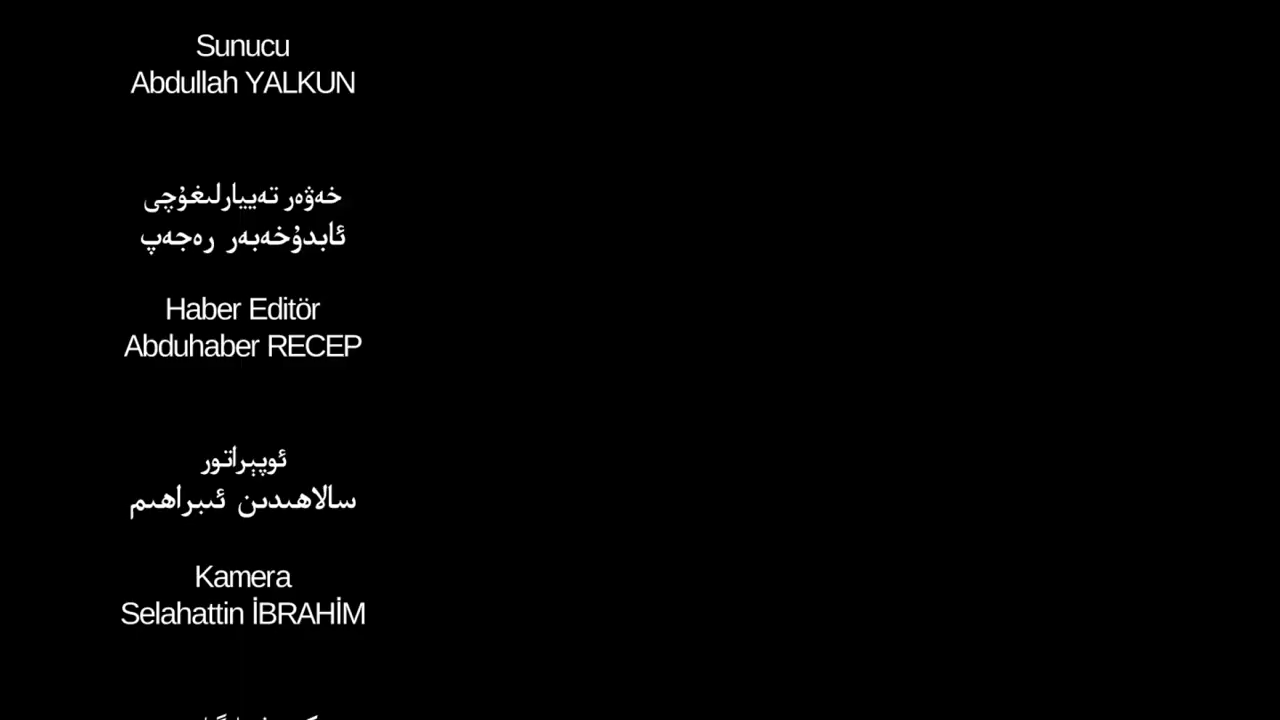 Sunucu
Abdullah YALKUN
خەۋەر تەييارلىغۇچى
ئابدۇخەبەر رەجەپ
Haber Editör
Abduhaber RECEP
ئوپېراتور
سالاھىدىن ئىبراھىم
Kamera
Selahattin İBRAHİM